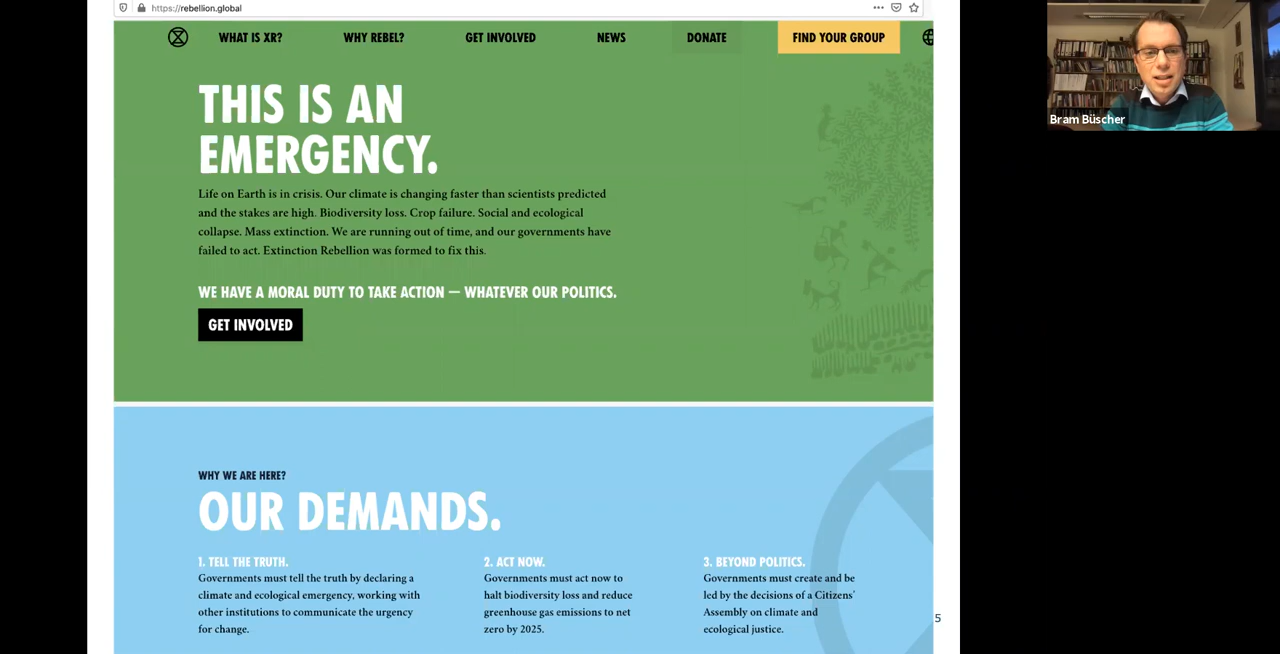 https://rebellion.global
WHAT IS XR?
WHY REBEL?
GET INVOLVED
NEWS
DONATE
FIND YOUR GROUP
Bram Büscher
THIS IS AN
EMERGENCY.
Life on Earth is in crisis. Our climate is changing faster than scientists predicted
and the stakes are high. Biodiversity loss. Crop failure. Social and ecological
collapse. Mass extinction. We are running out of time, and our governments have
failed to act. Extinction Rebellion was formed to fix this.
WE HAVE A MORAL DUTY TO TAKE ACTION — WHATEVER OUR POLITICS.
GET INVOLVED
WHY WE ARE HERE?
OUR DEMANDS.
1. TELL THE TRUTH.
Governments must tell the truth by declaring a
climate and ecological emergency, working with
other institutions to communicate the urgency
for change.
2. ACT NOW.
Governments must act now to
halt biodiversity loss and reduce
greenhouse gas emissions to net
zero by 2025.
3. BEYOND POLITICS.
Governments must create and be
led by the decisions of a Citizens'
Assembly on climate and
ecological justice.
5